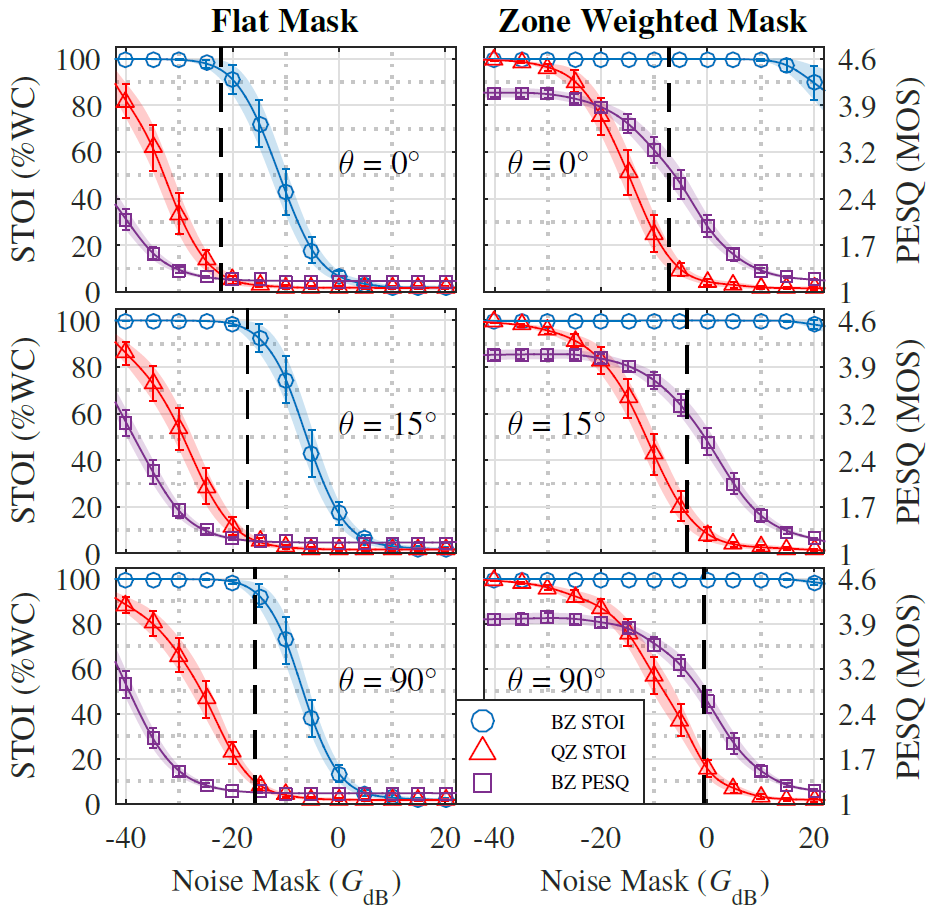 Flat Mask Zone Weighted Mask
100 4.6
80 3.9
60 θ = 0° θ = 0° 3.2
40 2.4
20 1.7
0 1
STOI (%WC) PESQ (MOS)
100 4.6
80 3.9
60 θ = 15° θ = 15° 3.2
40 2.4
20 1.7
0 1
STOI (%WC) PESQ (MOS)
100 4.6
80 3.9
60 θ = 90° θ = 90° 3.2
40 2.4
20 1.7
0 1
STOI (%WC) PESQ (MOS)
BZ STOI
QZ STOI
BZ PESQ
-40 -20 0 20 -40 -20 0 20
Noise Mask (GdB) Noise Mask (GdB)